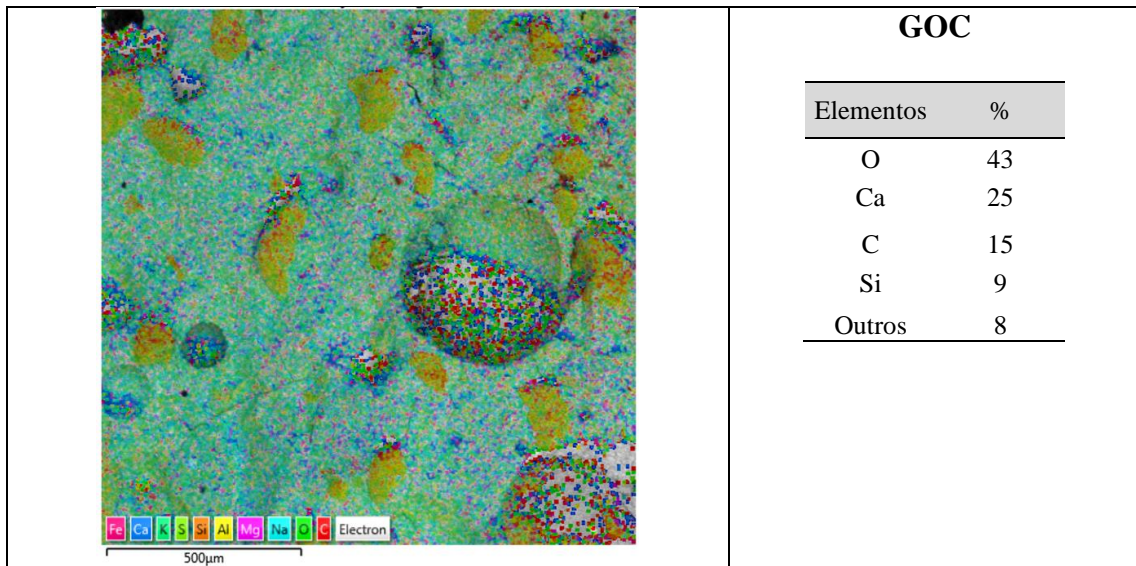 Fe Ca K S Si Al Mg Na O C Electron
500µm
GOC
Elementos %
O 43
Ca 25
C 15
Si 9
Outros 8